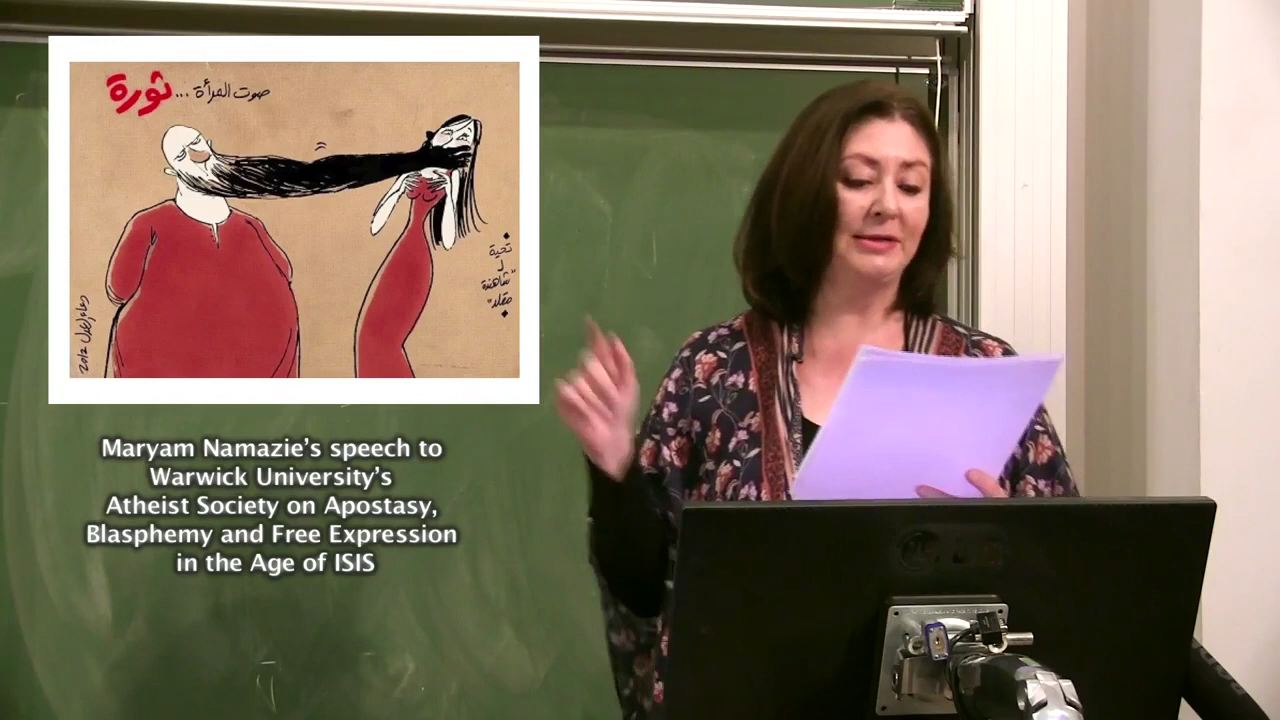 صوت المرأة ... ثورة
تحية
لـ
"شاهندة
مقلد"
2012
Maryam Namazie’s speech to
Warwick University’s
Atheist Society on Apostasy,
Blasphemy and Free Expression
in the Age of ISIS